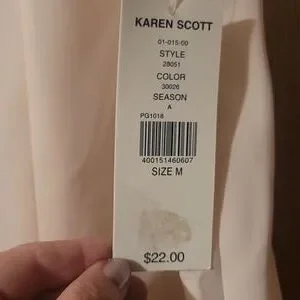 KAREN SCOTT
01-015-00
STYLE
28051
COLOR
30026
SEASON
A
PG1018
400151460607
SIZE M
$22.00